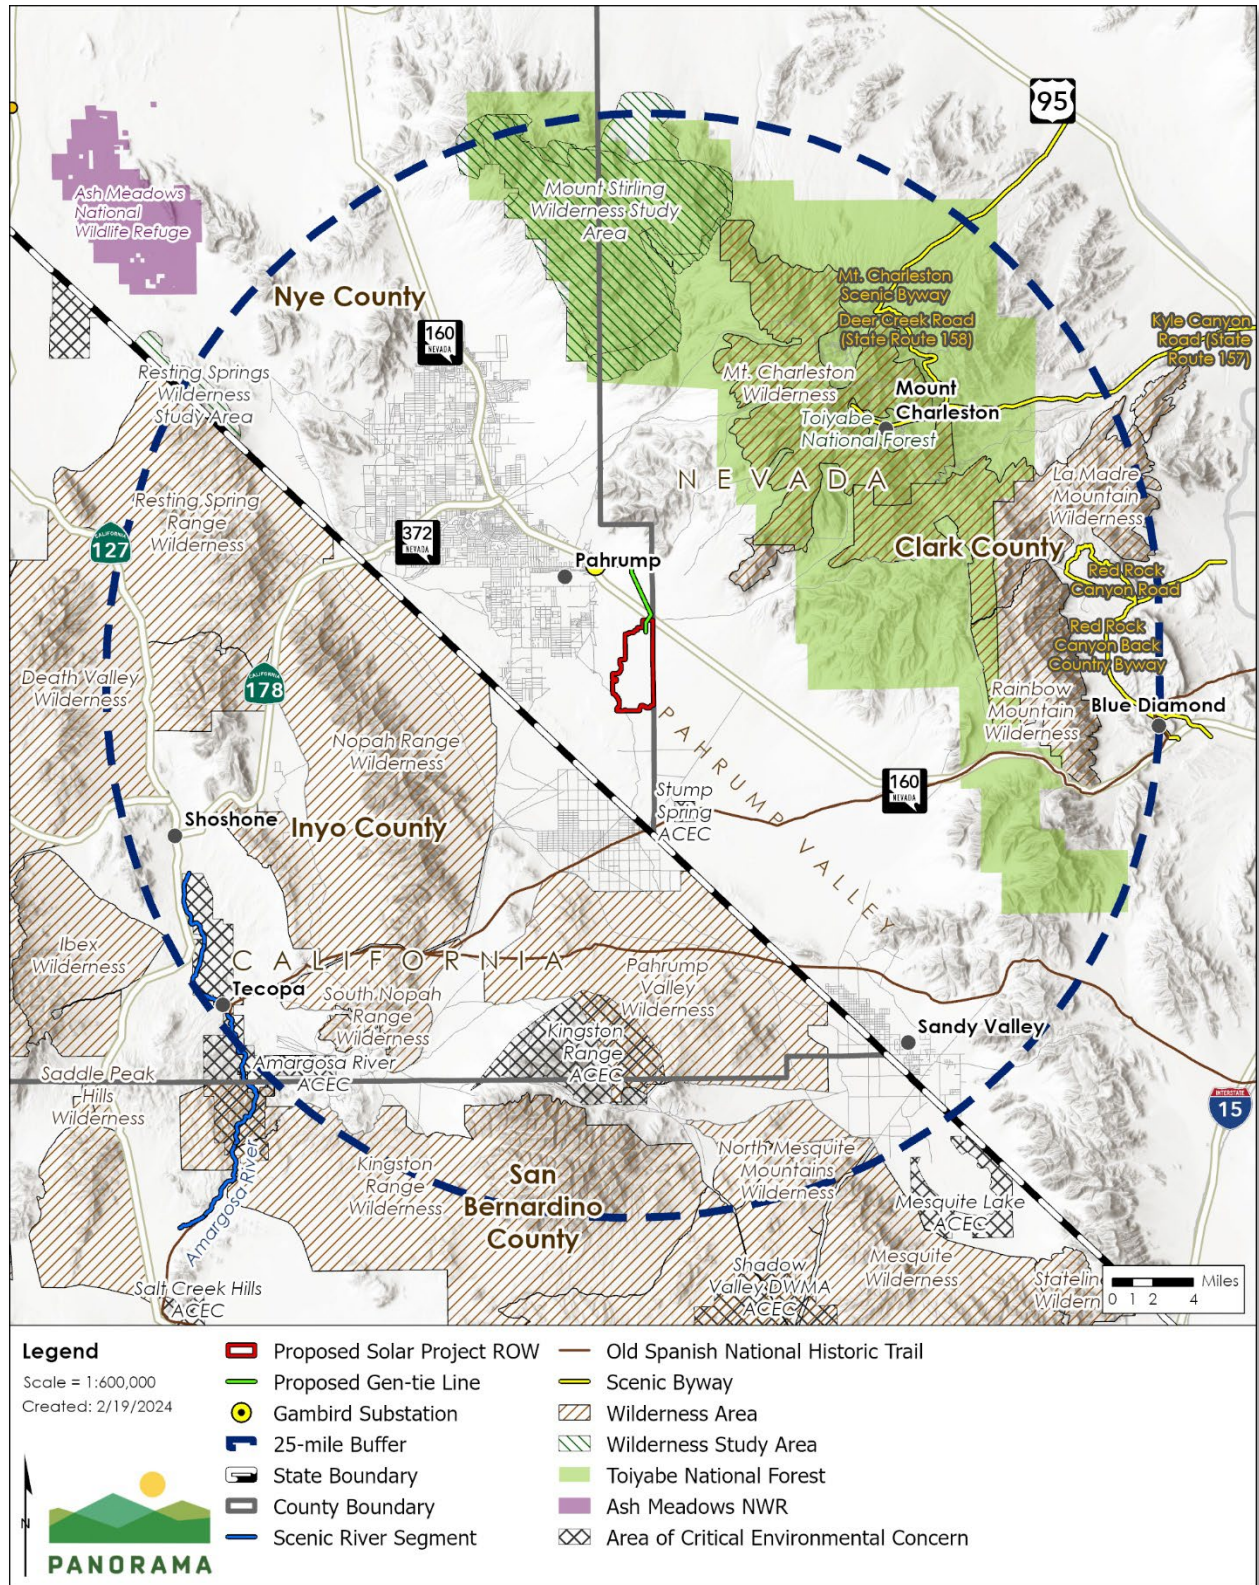 95
Ash Meadows
National
Wildlife Refuge
Mount Stirling
Wilderness Study
Area
Nye County
160
NEVADA
Mt. Charleston
Scenic Byway
Deer Creek Road
(State Route 158)
Kyle Canyon
Road (State
Route 157)
Resting Springs
Wilderness
Study Area
Mt. Charleston
Wilderness
Mount
Charleston
Toiyabe
National Forest
NEVADA
La Madre
Mountain
Wilderness
Resting Spring
Range
Wilderness
CALIFORNIA
127
372
NEVADA
Clark County
Pahrump
Red Rock
Canyon Road
Red Rock
Canyon Back
Country Byway
Death Valley
Wilderness
CALIFORNIA
178
Rainbow
Mountain
Wilderness
Blue Diamond
Nopah Range
Wilderness
PAHRUMP VALLEY
160
NEVADA
Stump
Spring
ACEC
Shoshone
Inyo County
Ibex
Wilderness
CALIFORNIA
Tecopa
South Nopah
Range
Wilderness
Pahrump
Valley
Wilderness
Kingston
Range
ACEC
Sandy Valley
Amargosa River
ACEC
Saddle Peak
Hills
Wilderness
INTERSTATE
15
Amargosa River
Kingston
Range
Wilderness
San
Bernardino
County
North Mesquite
Mountains
Wilderness
Mesquite Lake
ACEC
Salt Creek Hills
ACEC
Shadow
Valley DWMA
ACEC
Mesquite
Wilderness
Statelin
Wildern
Miles
0 1 2 4
Legend
Scale = 1:600,000
Created: 2/19/2024
N
PANORAMA
Proposed Solar Project ROW
Proposed Gen-tie Line
Gambird Substation
25-mile Buffer
State Boundary
County Boundary
Scenic River Segment
Old Spanish National Historic Trail
Scenic Byway
Wilderness Area
Wilderness Study Area
Toiyabe National Forest
Ash Meadows NWR
Area of Critical Environmental Concern